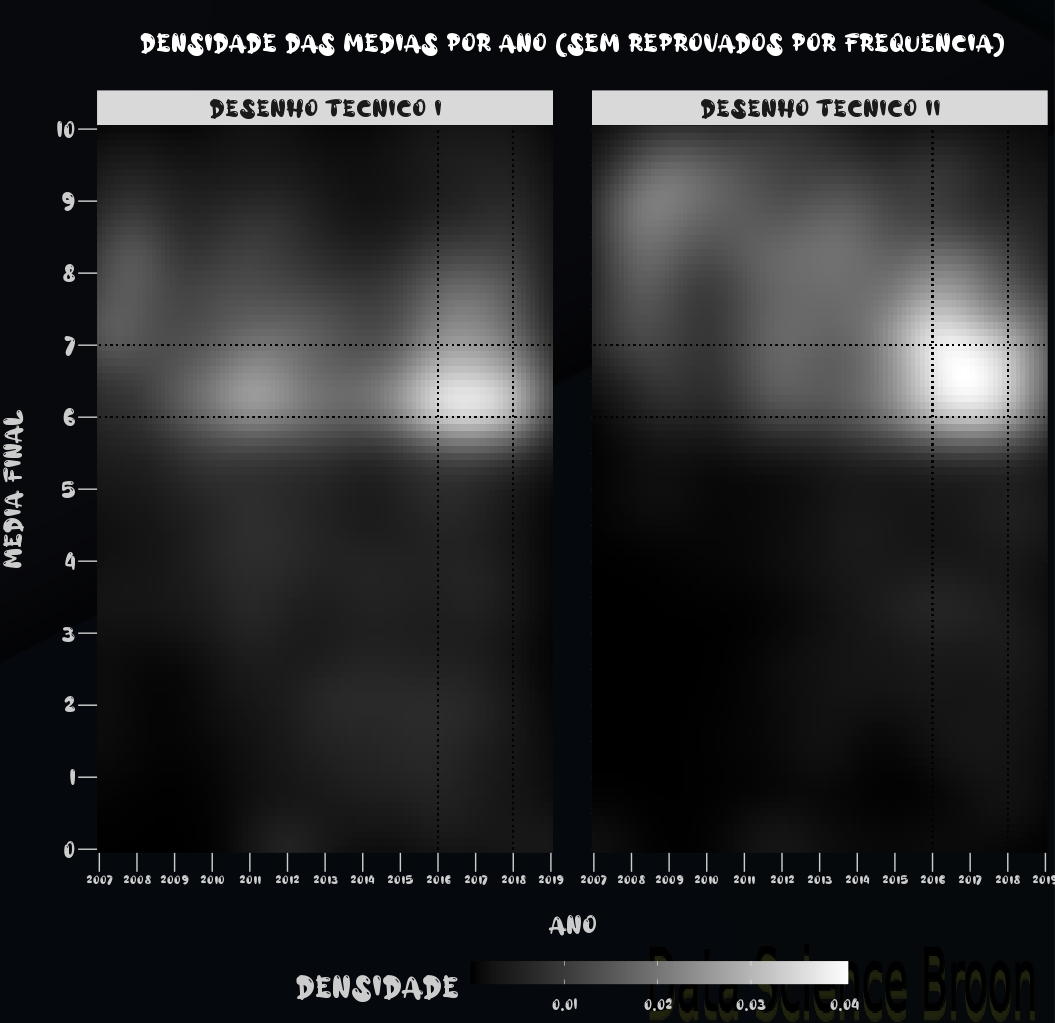 DENSIDADE DAS MEDIAS POR ANO (SEM REPROVADOS POR FREQUENCIA)
DESENHO TECNICO I DESENHO TECNICO II
10
9
8
7
6
5
4
3
2
1
0
MEDIA FINAL
2007 2008 2009 2010 2011 2012 2013 2014 2015 2016 2017 2018 2019 2007 2008 2009 2010 2011 2012 2013 2014 2015 2016 2017 2018 2019
ANO
DENSIDADE
0.01 0.02 0.03 0.04
Data Science Broon